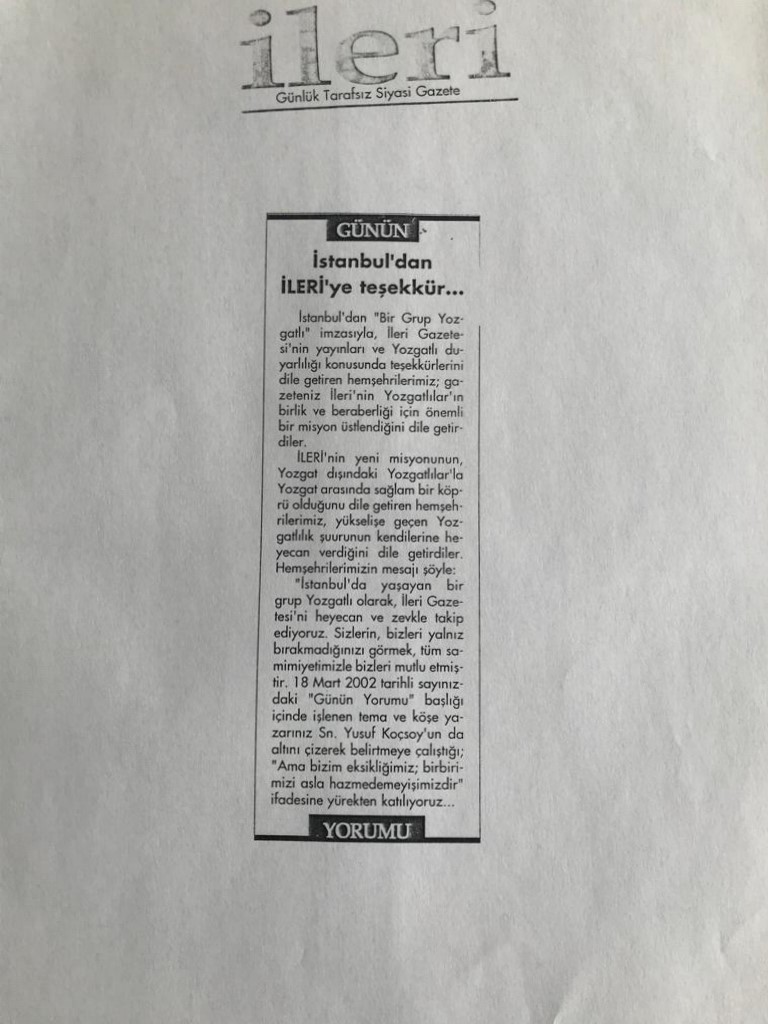 ileri
Günlük Tarafsız Siyasi Gazete
GÜNÜN
İstanbul'dan
İLERİ'ye teşekkür...
İstanbul'dan "Bir Grup Yoz-
gatlı" imzasıyla, İleri Gazete-
si'nin yayınları ve Yozgatlı du-
yarlılığı konusunda teşekkürlerini
dile getiren hemşehrilerimiz; ga-
zeteniz İleri'nin Yozgatlılar'ın
birlik ve beraberliği için önemli
bir misyon üstlendiğini dile getir-
diler.
İLERİ'nin yeni misyonunun,
Yozgat dışındaki Yozgatlılar'la
Yozgat arasında sağlam bir köp-
rü olduğunu dile getiren hemşeh-
rilerimiz, yükselişe geçen Yoz-
gatlılık şuurunun kendilerine he-
yecan verdiğini dile getirdiler.
Hemşehrilerimizin mesajı şöyle:
"İstanbul'da yaşayan bir
grup Yozgatlı olarak, İleri Gaze-
tesi'ni heyecan ve zevkle takip
ediyoruz. Sizlerin, bizleri yalnız
bırakmadığınızı görmek, tüm sa-
mimiyetimizle bizleri mutlu etmiş-
tir. 18 Mart 2002 tarihli sayınız-
daki "Günün Yorumu" başlığı
içinde işlenen tema ve köşe ya-
zarınız Sn. Yusuf Koçsoy'un da
altını çizerek belirtmeye çalıştığı;
"Ama bizim eksikliğimiz; birbiri-
mizi asla hazmedemeyişimizdir"
ifadesine yürekten katılıyoruz...
YORUMU